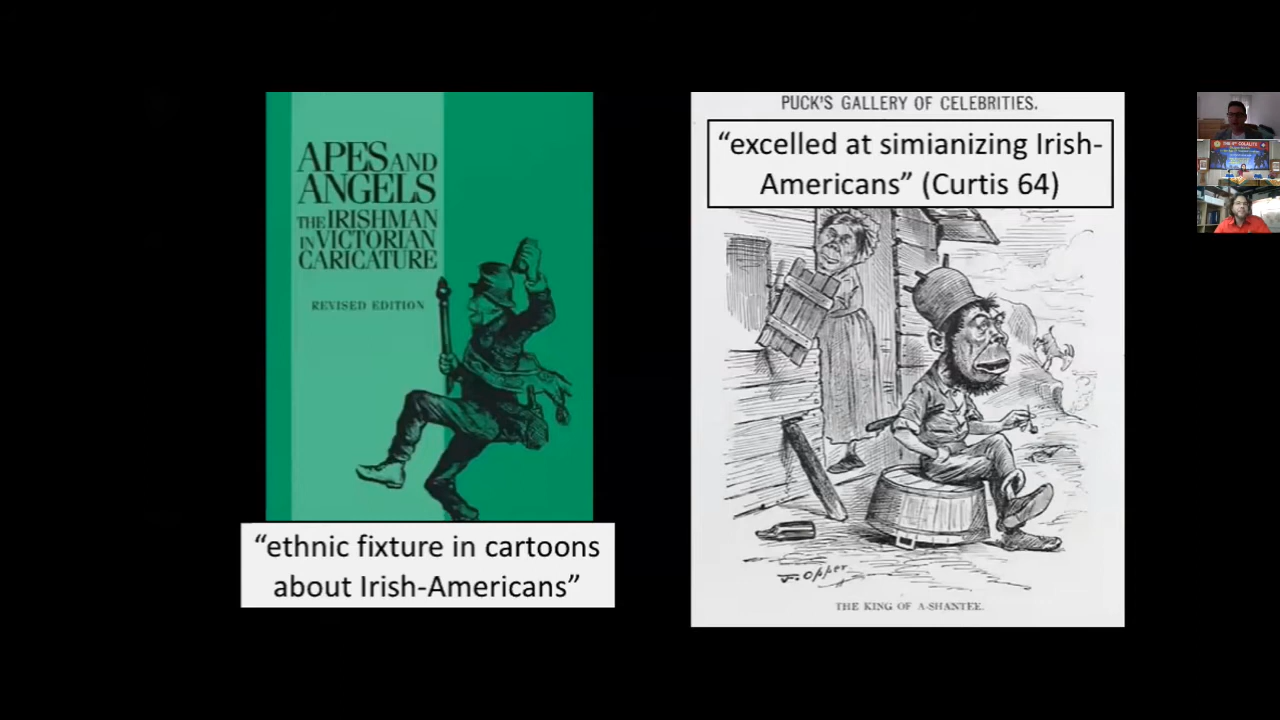 APES AND
ANGELS
THE IRISHMAN
IN VICTORIAN
CARICATURE
REVISED EDITION
“ethnic fixture in cartoons
about Irish-Americans”
PUCK'S GALLERY OF CELEBRITIES.
“excelled at simianizing Irish-
Americans” (Curtis 64)
F. Opper
THE KING OF A-SHANTEE.